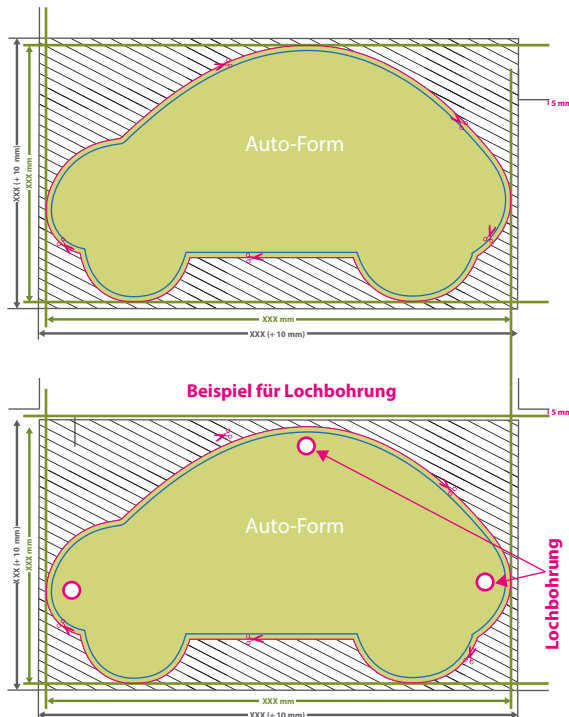 Auto-Form
5 mm
XXX (+ 10 mm)
XXX mm
XXX mm
XXX (+ 10 mm)
Beispiel für Lochbohrung
5 mm
Auto-Form
XXX (+ 10 mm)
XXX mm
Lochbohrung
XXX mm
XXX (+ 10 mm)